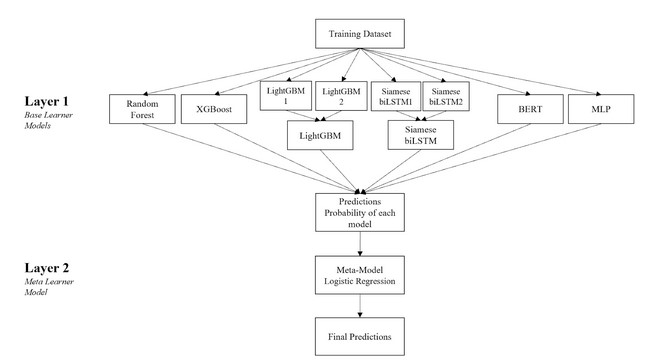 Training Dataset
Layer 1
Base Learner
Models
Random
Forest
XGBoost
LightGBM
1
LightGBM
2
Siamese
biLSTM1
Siamese
biLSTM2
BERT
MLP
LightGBM
Siamese
biLSTM
Predictions
Probability of each
model
Layer 2
Meta Learner
Model
Meta-Model
Logistic Regression
Final Predictions